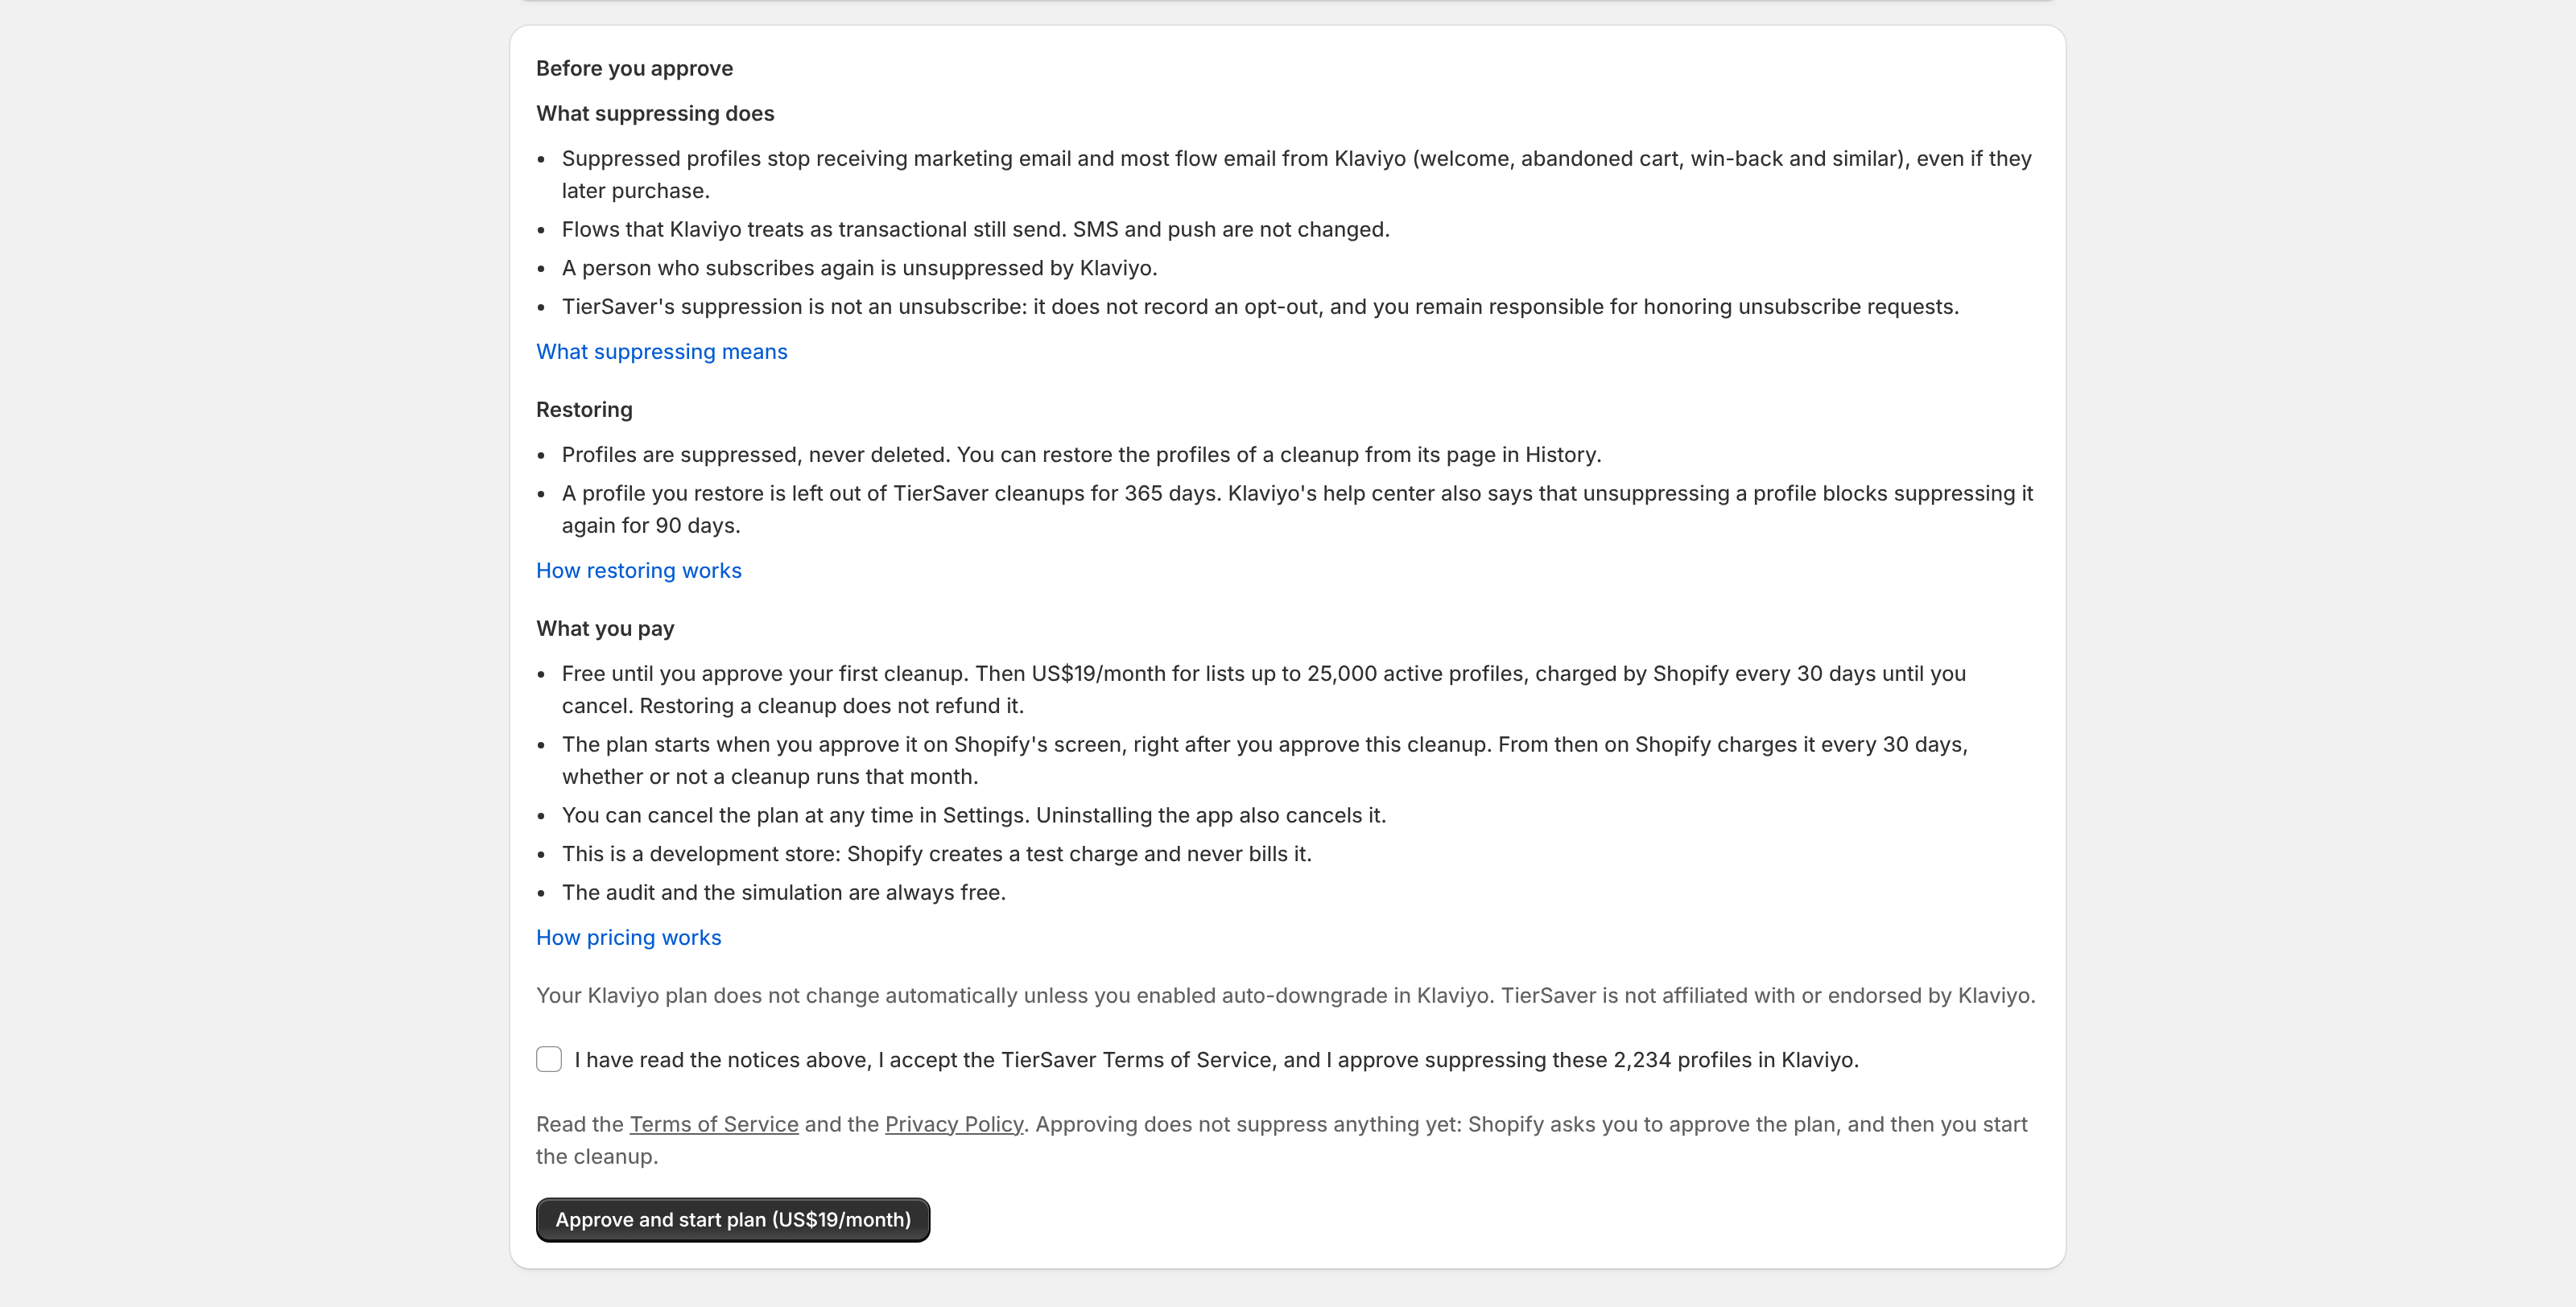 Before you approve
What suppressing does
• Suppressed profiles stop receiving marketing email and most flow email from Klaviyo (welcome, abandoned cart, win-back and similar), even if they
later purchase.
• Flows that Klaviyo treats as transactional still send. SMS and push are not changed.
• A person who subscribes again is unsuppressed by Klaviyo.
• TierSaver's suppression is not an unsubscribe: it does not record an opt-out, and you remain responsible for honoring unsubscribe requests.
What suppressing means
Restoring
• Profiles are suppressed, never deleted. You can restore the profiles of a cleanup from its page in History.
• A profile you restore is left out of TierSaver cleanups for 365 days. Klaviyo's help center also says that unsuppressing a profile blocks suppressing it
again for 90 days.
How restoring works
What you pay
• Free until you approve your first cleanup. Then US$19/month for lists up to 25,000 active profiles, charged by Shopify every 30 days until you
cancel. Restoring a cleanup does not refund it.
• The plan starts when you approve it on Shopify's screen, right after you approve this cleanup. From then on Shopify charges it every 30 days,
whether or not a cleanup runs that month.
• You can cancel the plan at any time in Settings. Uninstalling the app also cancels it.
• This is a development store: Shopify creates a test charge and never bills it.
• The audit and the simulation are always free.
How pricing works
Your Klaviyo plan does not change automatically unless you enabled auto-downgrade in Klaviyo. TierSaver is not affiliated with or endorsed by Klaviyo.
I have read the notices above, I accept the TierSaver Terms of Service, and I approve suppressing these 2,234 profiles in Klaviyo.
Read the Terms of Service and the Privacy Policy. Approving does not suppress anything yet: Shopify asks you to approve the plan, and then you start
the cleanup.
Approve and start plan (US$19/month)